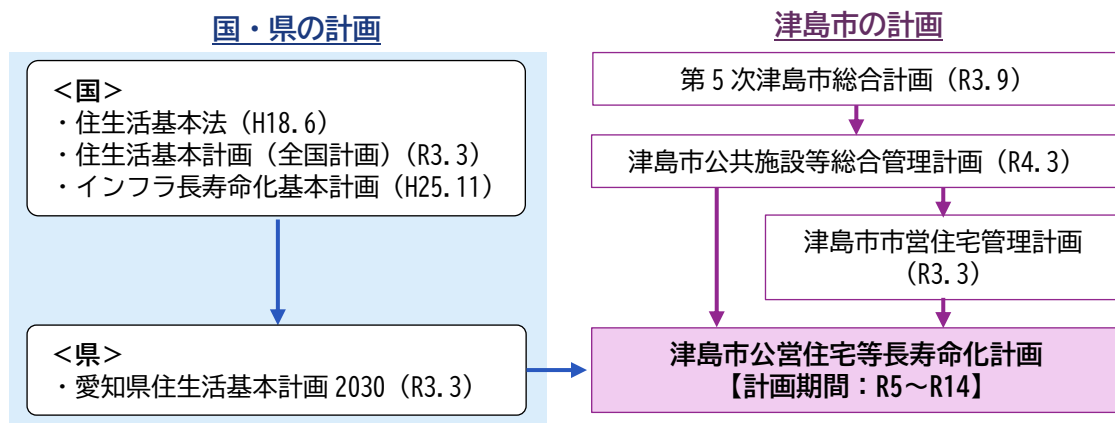 国・県の計画
<国>
・住生活基本法（H18.6）
・住生活基本計画（全国計画）（R3.3）
・インフラ長寿命化基本計画（H25.11）
<県>
・愛知県住生活基本計画 2030（R3.3）
津島市の計画
第 5 次津島市総合計画（R3.9）
津島市公共施設等総合管理計画（R4.3）
津島市市営住宅管理計画
（R3.3）
津島市公営住宅等長寿命化計画
【計画期間：R5～R14】